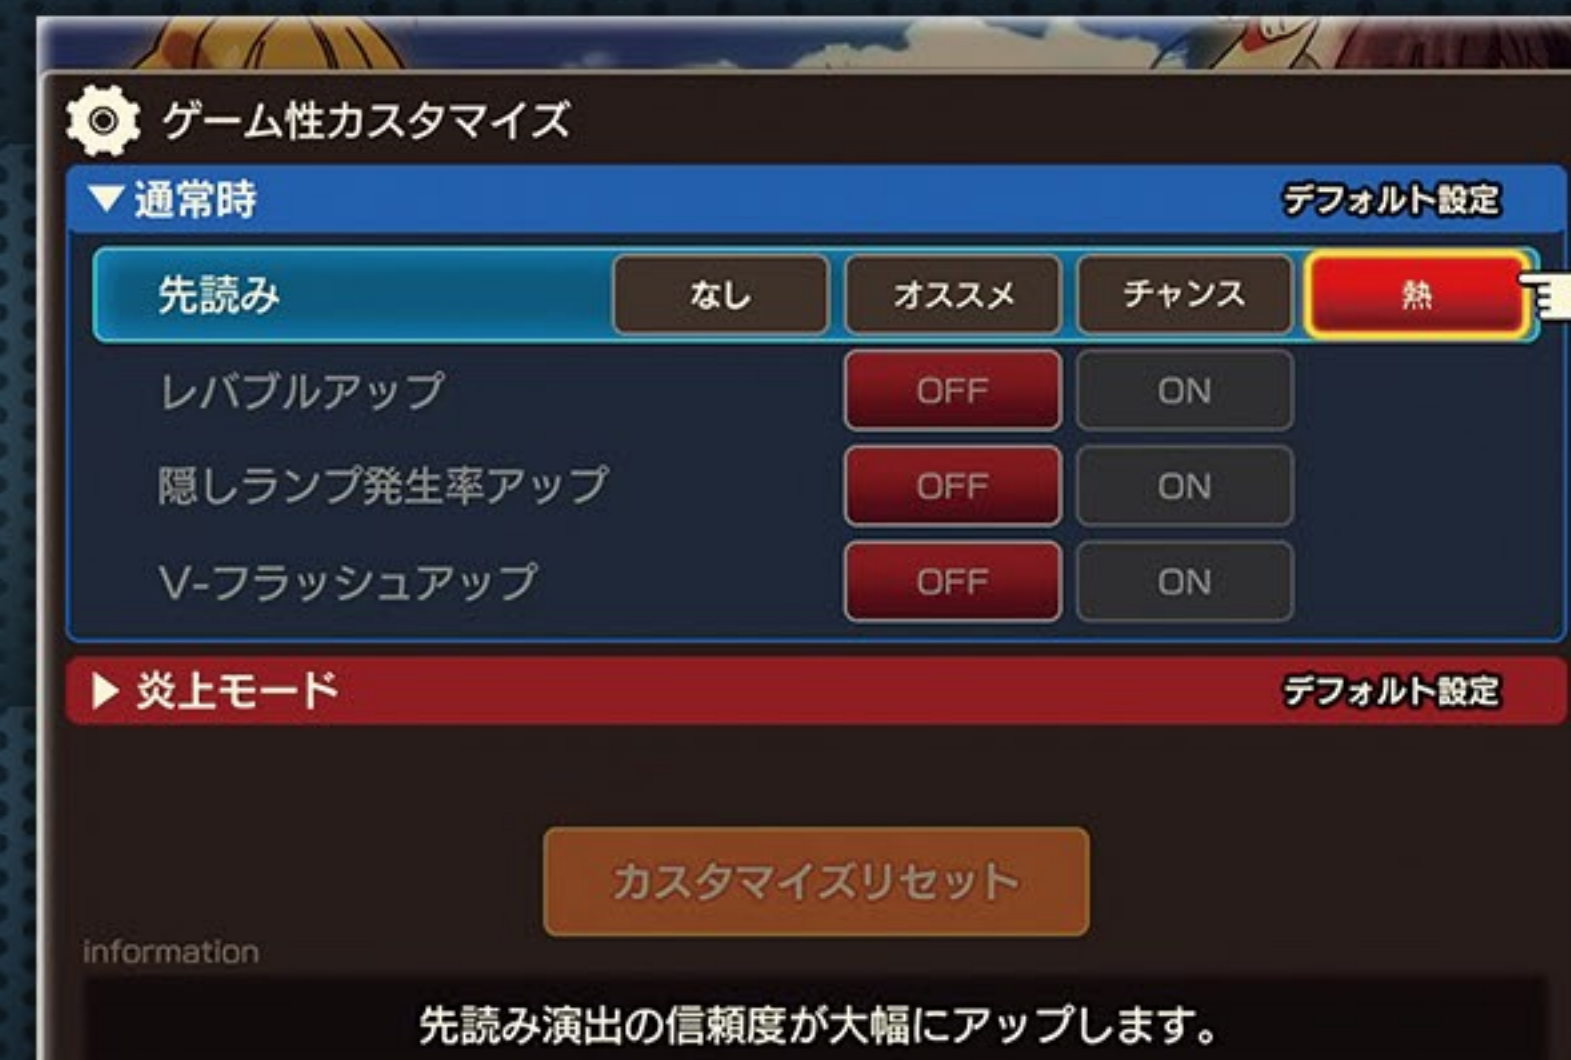 ゲーム性カスタマイズ
▼通常時 デフォルト設定
先読み なし オススメ チャンス 熱
レバブルアップ OFF ON
隠しランプ発生率アップ OFF ON
V-フラッシュアップ OFF ON
▶炎上モード デフォルト設定
カスタマイズリセット
information
先読み演出の信頼度が大幅にアップします。